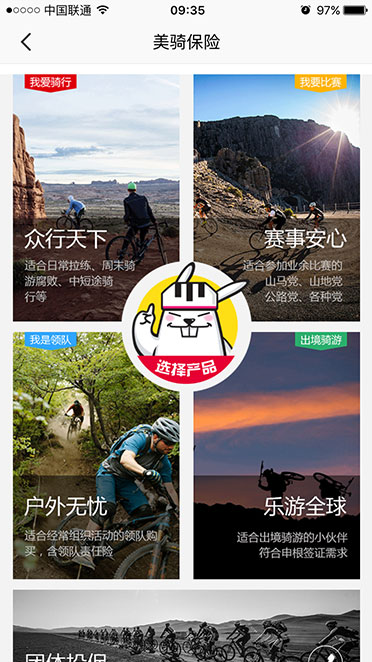 中国联通 09:35 97%
美骑保险
我爱骑行
众行天下
适合日常拉练、周末骑
游腐败、中短途骑
行等
我要比赛
赛事安心
适合参加业余比赛的
山马党、山地党
公路党、各种党
选择产品
我是领队
户外无忧
适合经常组织活动的领队购
买，含领队责任险
出境骑游
乐游全球
适合出境骑游的小伙伴
符合申根签证需求
团体投保